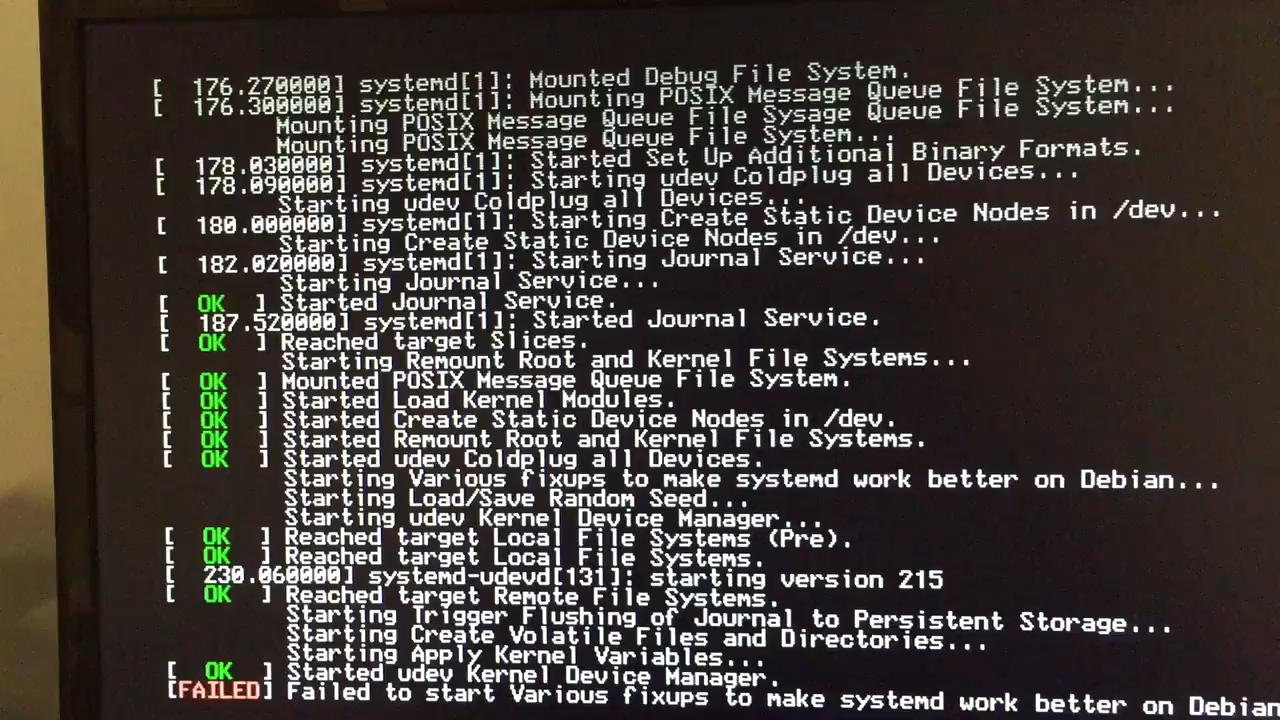 [  176.270000] systemd[1]: Mounted Debug File System.
[  176.300000] systemd[1]: Mounting POSIX Message Queue File System...
Mounting POSIX Message Queue File Sysage Queue File System...
Mounting POSIX Message Queue File System...
[  178.030000] systemd[1]: Started Set Up Additional Binary Formats.
[  178.090000] systemd[1]: Starting udev Coldplug all Devices...
Starting udev Coldplug all Devices...
[  180.000000] systemd[1]: Starting Create Static Device Nodes in /dev...
Starting Create Static Device Nodes in /dev...
[  182.020000] systemd[1]: Starting Journal Service...
Starting Journal Service...
[  OK  ] Started Journal Service.
[  187.520000] systemd[1]: Started Journal Service.
[  OK  ] Reached target Slices.
Starting Remount Root and Kernel File Systems...
[  OK  ] Mounted POSIX Message Queue File System.
[  OK  ] Started Load Kernel Modules.
[  OK  ] Started Create Static Device Nodes in /dev.
[  OK  ] Started Remount Root and Kernel File Systems.
[  OK  ] Started udev Coldplug all Devices.
Starting Various fixups to make systemd work better on Debian...
Starting Load/Save Random Seed...
Starting udev Kernel Device Manager...
[  OK  ] Reached target Local File Systems (Pre).
[  OK  ] Reached target Local File Systems.
[  230.060000] systemd-udevd[131]: starting version 215
[  OK  ] Reached target Remote File Systems.
Starting Trigger Flushing of Journal to Persistent Storage...
Starting Create Volatile Files and Directories...
Starting Apply Kernel Variables...
[  OK  ] Started udev Kernel Device Manager.
[FAILED] Failed to start Various fixups to make systemd work better on Debian